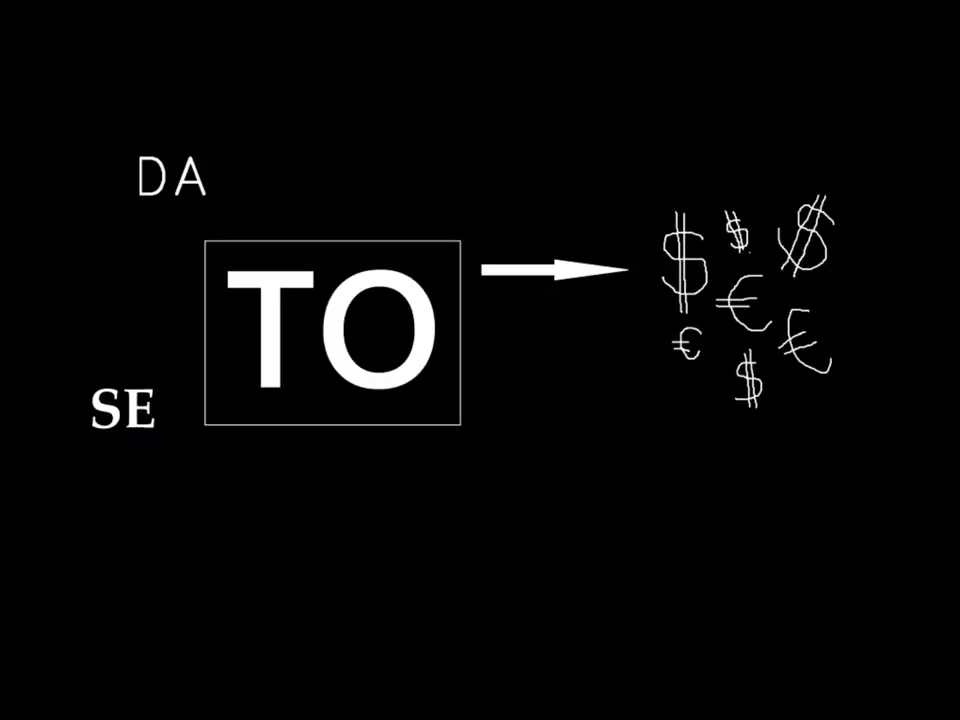 DA
TO
SE
$ $ $
€
€ €
$